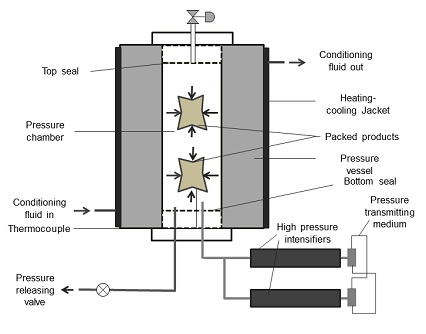 Conditioning
fluid out
Top seal
Heating-
cooling Jacket
Pressure
chamber
Packed products
Pressure
vessel
Bottom seal
Conditioning
fluid in
Thermocouple
Pressure
transmitting
medium
High pressure
intensifiers
Pressure
releasing
valve